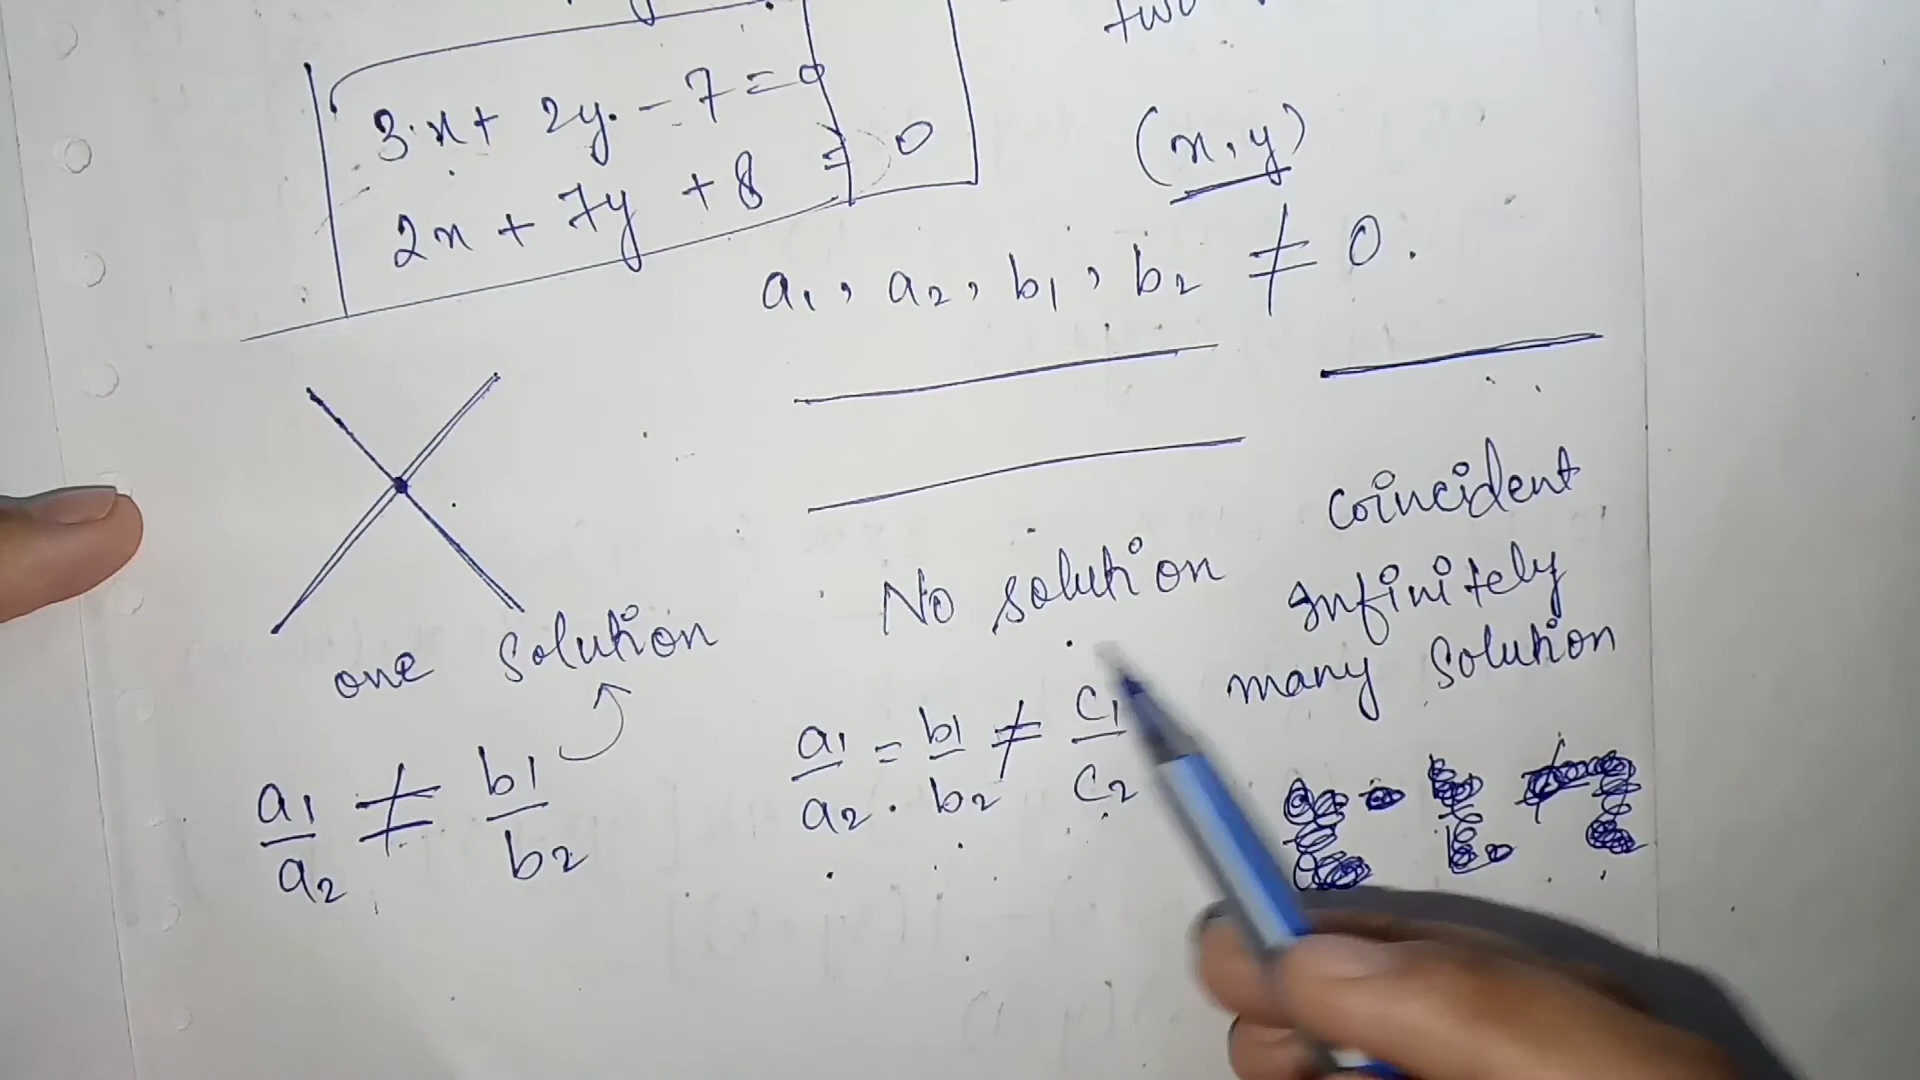 two
3x + 2y - 7 = 0
2x + 7y + 8 = 0
(x, y)
a1, a2, b1, b2 ≠ 0.
one solution
a1/a2 ≠ b1/b2
No solution
a1/a2 = b1/b2 ≠ c1/c2
coincident
Infinitely
many solution